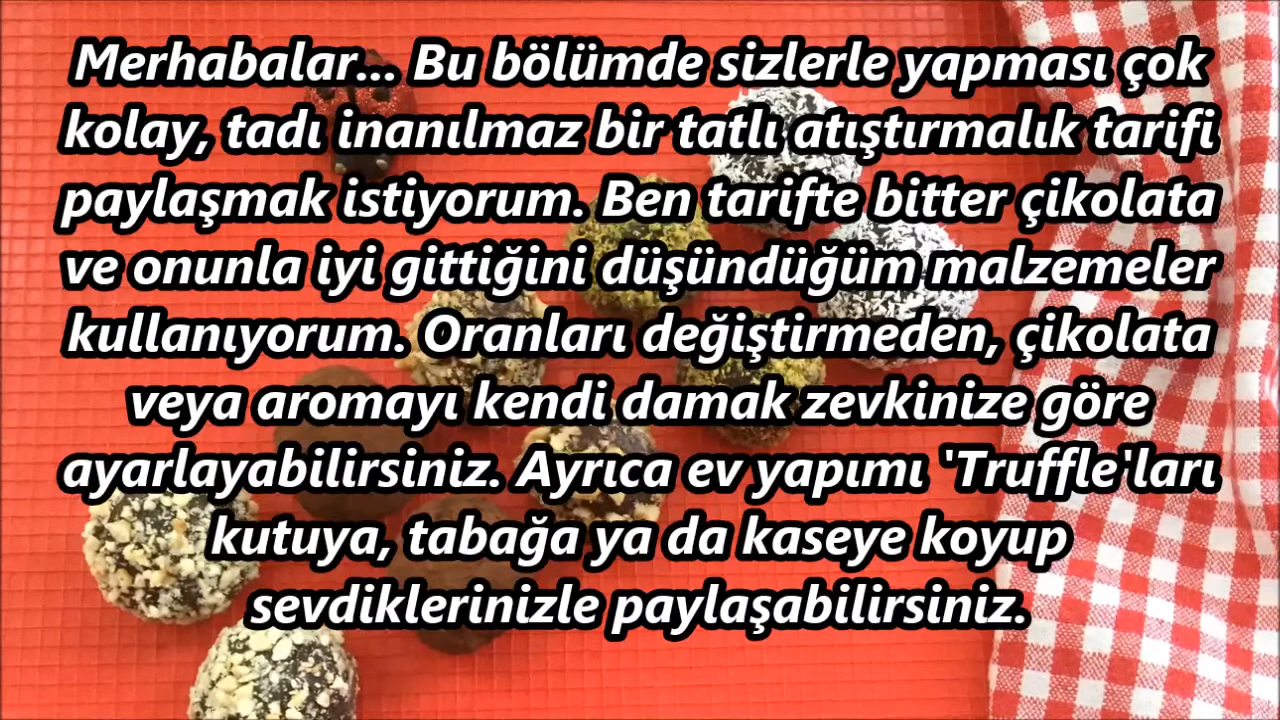 Merhabalar... Bu bölümde sizlerle yapması çok
kolay, tadı inanılmaz bir tatlı atıştırmalık tarifi
paylaşmak istiyorum. Ben tarifte bitter çikolata
ve onunla iyi gittiğini düşündüğüm malzemeler
kullanıyorum. Oranları değiştirmeden, çikolata
veya aromayı kendi damak zevkinize göre
ayarlayabilirsiniz. Ayrıca ev yapımı 'Truffle'ları
kutuya, tabağa ya da kaseye koyup
sevdiklerinizle paylaşabilirsiniz.